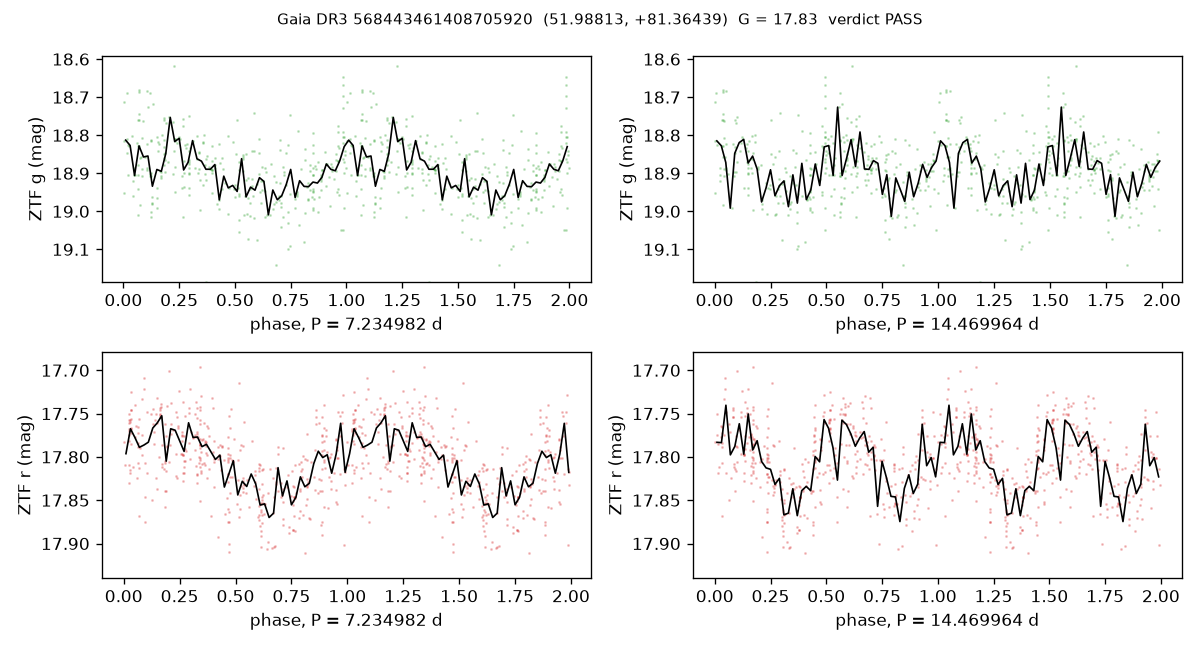 Gaia DR3 568443461408705920 (51.98813, +81.36439) G = 17.83 verdict PASS
18.6
18.7
18.8
18.9
19.0
19.1
ZTF g (mag)
0.00 0.25 0.50 0.75 1.00 1.25 1.50 1.75 2.00
phase, P = 7.234982 d
18.6
18.7
18.8
18.9
19.0
19.1
ZTF g (mag)
0.00 0.25 0.50 0.75 1.00 1.25 1.50 1.75 2.00
phase, P = 14.469964 d
17.70
17.75
17.80
17.85
17.90
ZTF r (mag)
0.00 0.25 0.50 0.75 1.00 1.25 1.50 1.75 2.00
phase, P = 7.234982 d
17.70
17.75
17.80
17.85
17.90
ZTF r (mag)
0.00 0.25 0.50 0.75 1.00 1.25 1.50 1.75 2.00
phase, P = 14.469964 d